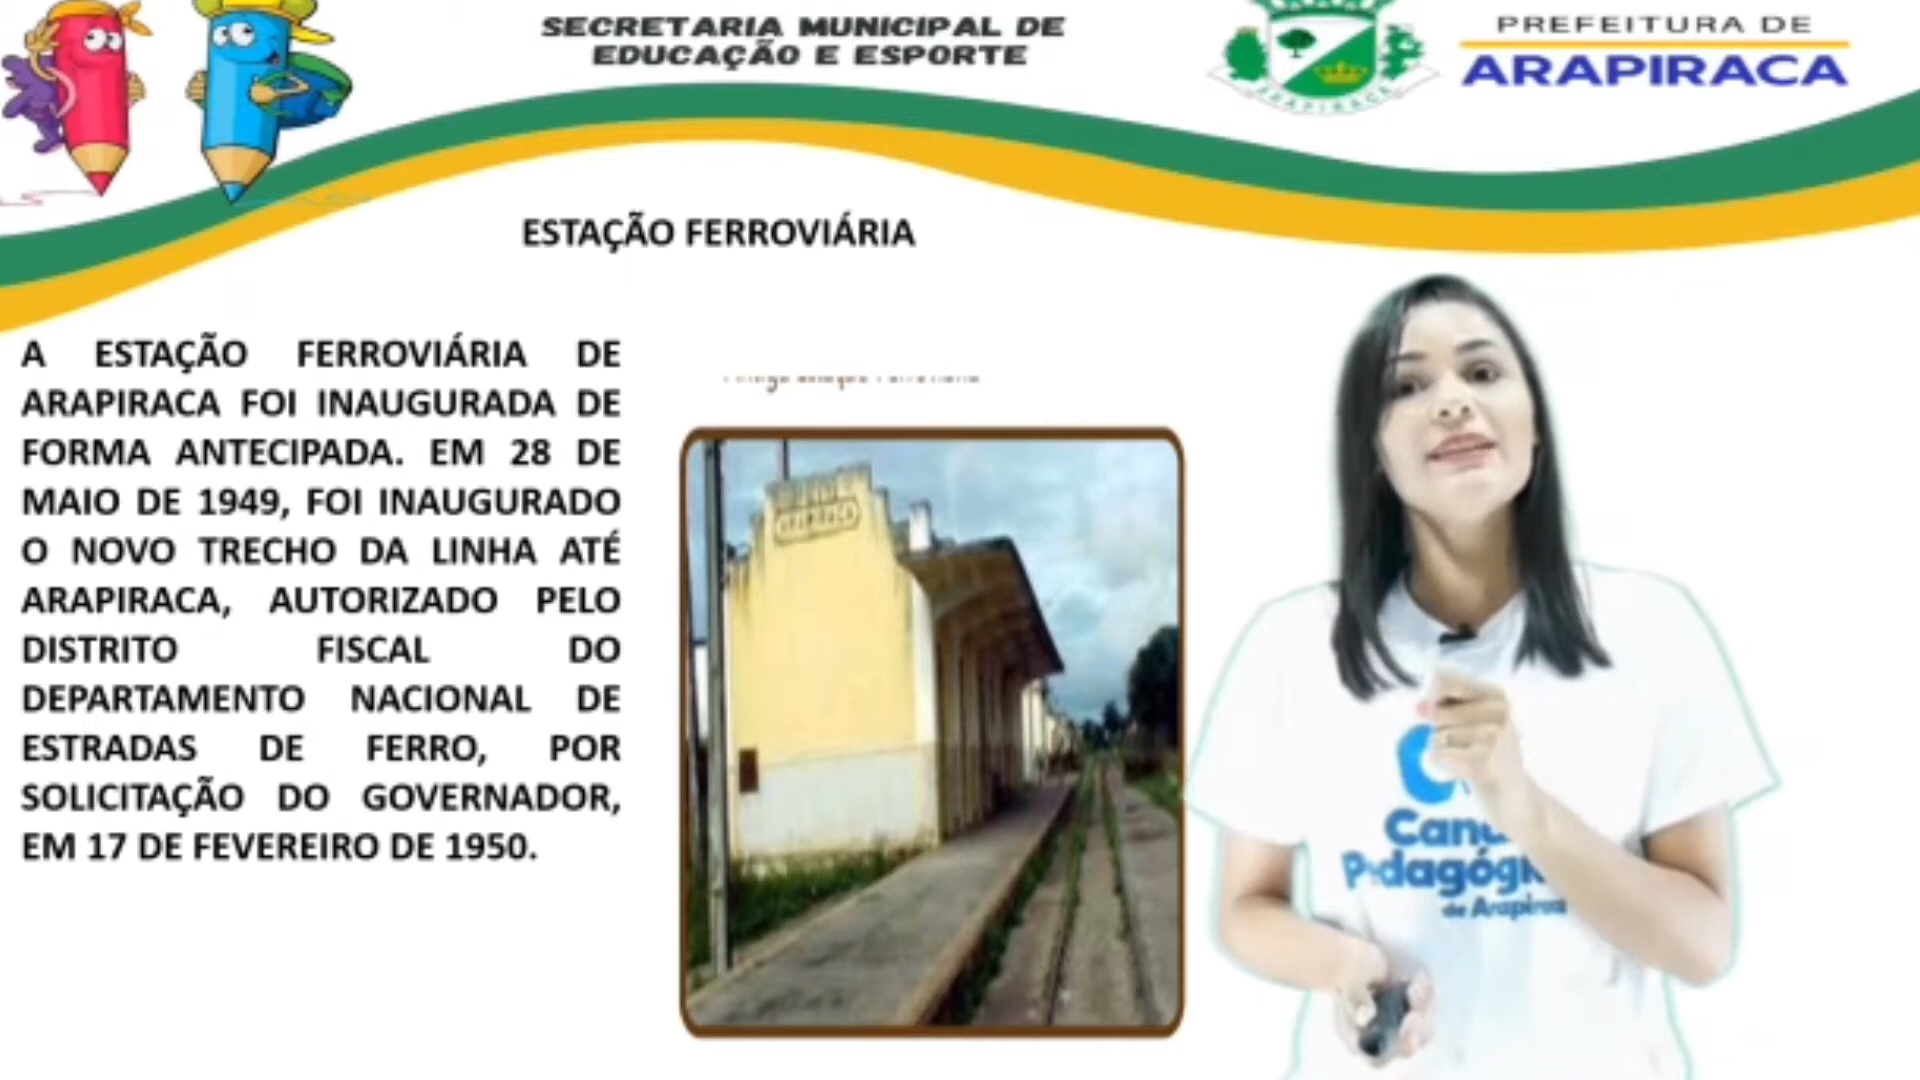 SECRETARIA MUNICIPAL DE
EDUCAÇÃO E ESPORTE
ARAPIRACA
PREFEITURA DE
ARAPIRACA
ESTAÇÃO FERROVIÁRIA
A ESTAÇÃO FERROVIÁRIA DE
ARAPIRACA FOI INAUGURADA DE
FORMA ANTECIPADA. EM 28 DE
MAIO DE 1949, FOI INAUGURADO
O NOVO TRECHO DA LINHA ATÉ
ARAPIRACA, AUTORIZADO PELO
DISTRITO FISCAL DO
DEPARTAMENTO NACIONAL DE
ESTRADAS DE FERRO, POR
SOLICITAÇÃO DO GOVERNADOR,
EM 17 DE FEVEREIRO DE 1950.
ARAPIRACA